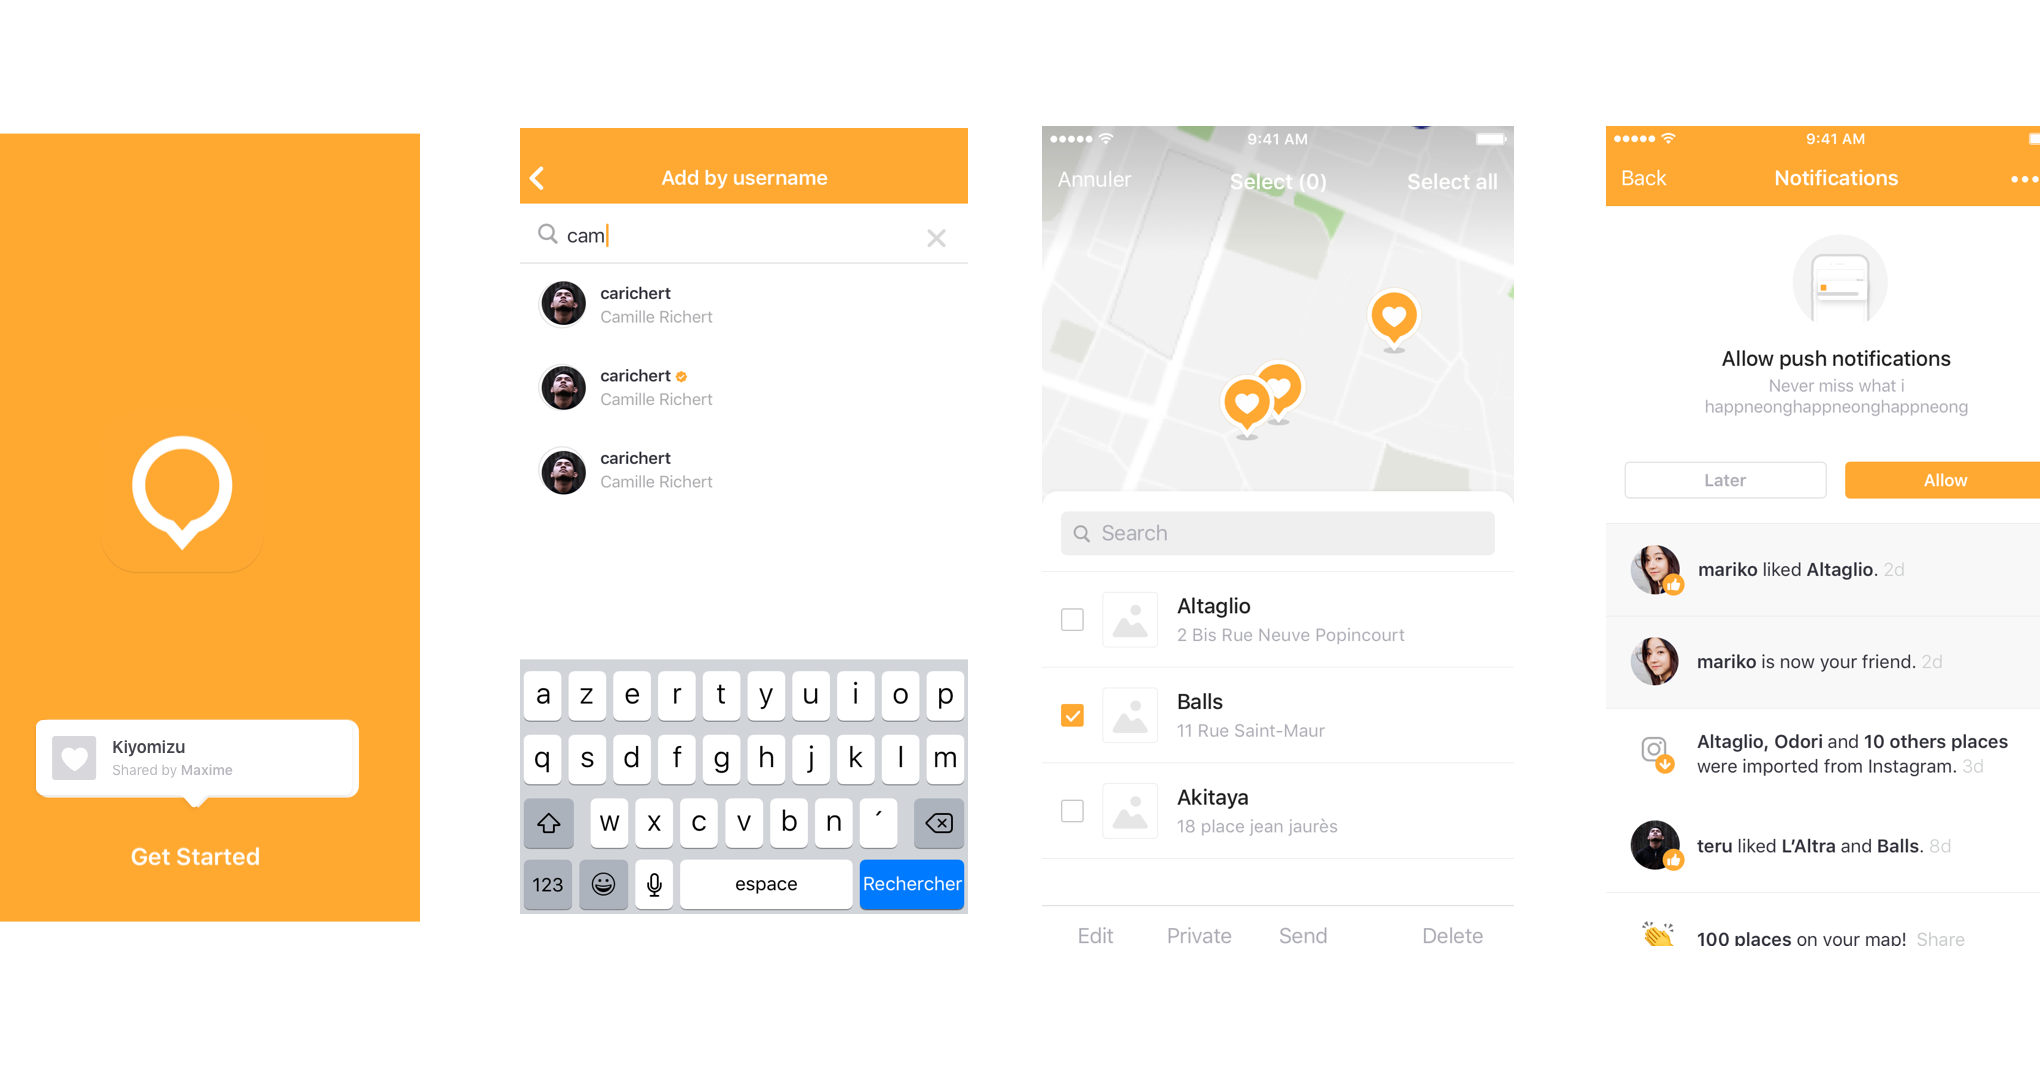 Kiyomizu
Shared by Maxime
Get Started
Add by username
cam
carichert
Camille Richert
carichert
Camille Richert
carichert
Camille Richert
a z e r t y u i o p
q s d f g h j k l m
w x c v b n ´
123 espace Rechercher
9:41 AM
Annuler Select (0) Select all
Search
Altaglio
2 Bis Rue Neuve Popincourt
Balls
11 Rue Saint-Maur
Akitaya
18 place jean jaurès
Edit Private Send Delete
9:41 AM
Back Notifications
Allow push notifications
Never miss what i
happneonghappneonghappneong
Later Allow
mariko liked Altaglio. 2d
mariko is now your friend. 2d
Altaglio, Odori and 10 others places
were imported from Instagram. 3d
teru liked L’Altra and Balls. 8d
100 places on your map! Share